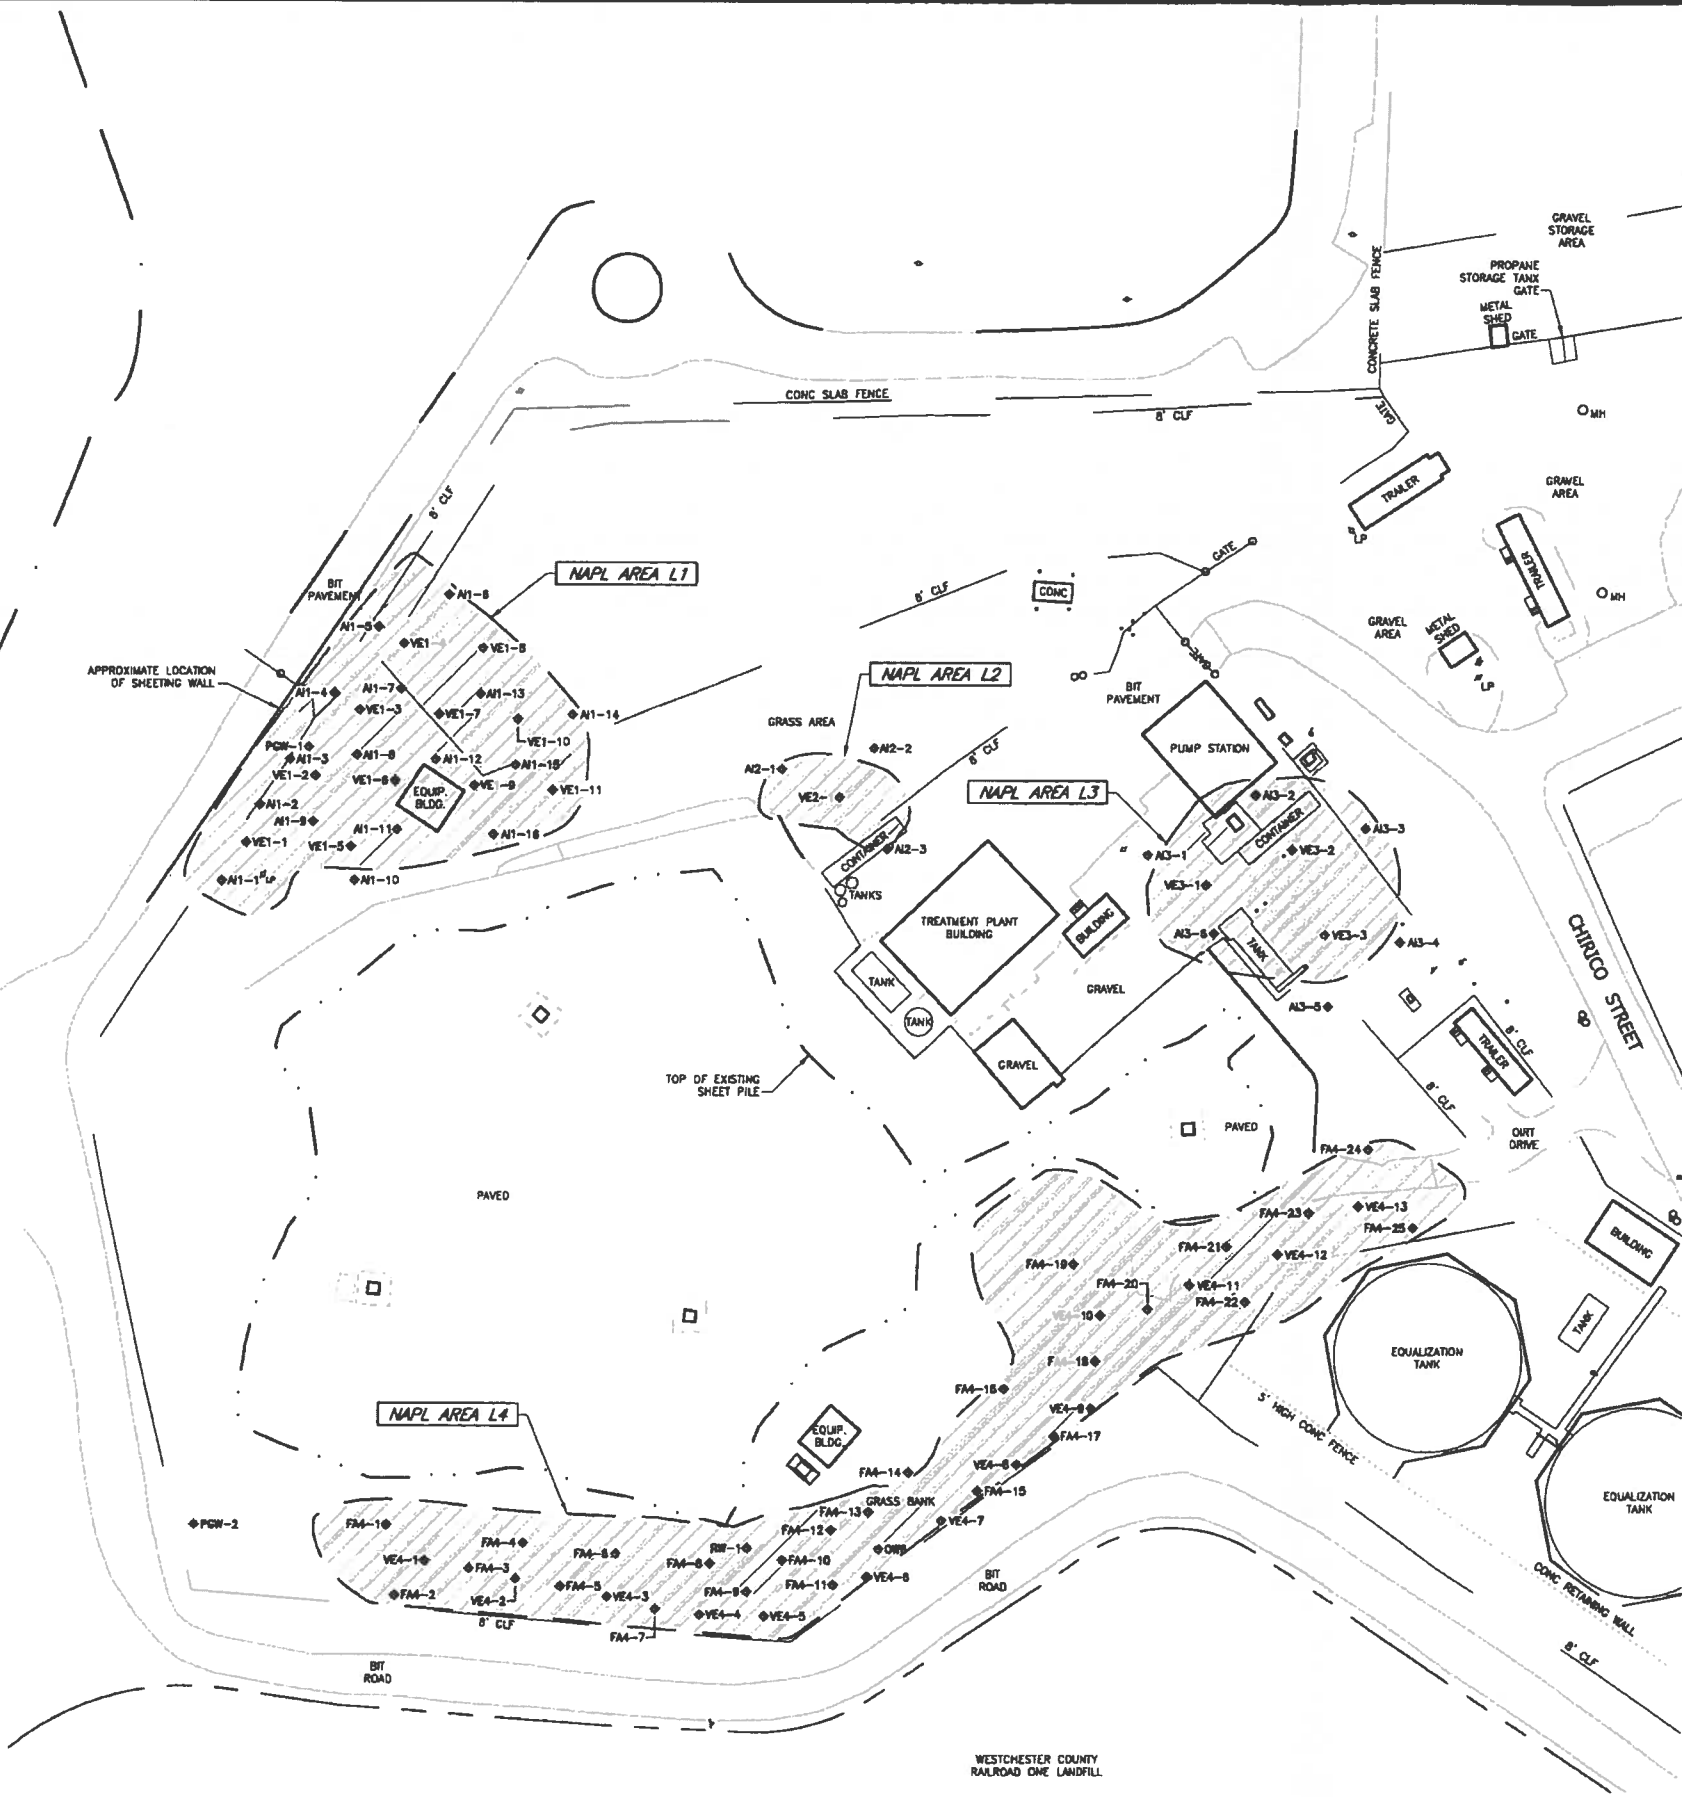 GRAVEL
STORAGE
AREA
PROPANE
STORAGE TANK
GATE
METAL
SHED
GATE
CONCRETE SLAB FENCE
CONC SLAB FENCE
8' CLF
GATE
MH
TRAILER
LP
GRAVEL
AREA
TRAILER
MH
8' CLF
NAPL AREA L1
BIT
PAVEMENT
AI1-6
AI1-5
VE1
VE1-8
GATE
8' CLF
CONC
GRAVEL
AREA
METAL
SHED
LP
APPROXIMATE LOCATION
OF SHEETING WALL
AI1-4
AI1-7
AI1-13
VE1-3
VE1-7
AI1-14
VE1-10
NAPL AREA L2
GATE
BIT
PAVEMENT
GRASS AREA
PGW-1
AI1-3
AI1-8
AI1-12
AI1-15
VE1-2
VE1-6
VE1-9
VE1-11
EQUIP.
BLDG.
AI1-2
AI1-9
AI1-11
AI1-16
VE1-1
VE1-5
AI1-1
LP
AI1-10
AI2-2
AI2-1
VE2-1
8' CLF
PUMP STATION
NAPL AREA L3
AI3-2
AI3-3
CONTAINER
VE3-2
AI3-1
VE3-1
CONTAINER
AI2-3
TANKS
TREATMENT PLANT
BUILDING
BUILDING
AI3-6
TANK
VE3-3
AI3-4
CHIRICO STREET
TANK
TANK
GRAVEL
AI3-5
GRAVEL
TRAILER
8' CLF
8' CLF
TOP OF EXISTING
SHEET PILE
PAVED
DIRT
DRIVE
FA4-24
PAVED
FA4-23
VE4-13
FA4-25
BUILDING
FA4-21
VE4-12
FA4-19
FA4-20
VE4-11
FA4-22
VE4-10
TANK
FA4-18
EQUALIZATION
TANK
FA4-16
VE4-9
5' HIGH CONC FENCE
NAPL AREA L4
EQUIP.
BLDG.
FA4-17
FA4-14
VE4-8
FA4-15
GRASS BANK
EQUALIZATION
TANK
PGW-2
FA4-1
FA4-13
VE4-7
FA4-12
FA4-4
RW-1
FA4-6
FA4-8
FA4-10
VE4-1
FA4-3
FA4-5
VE4-6
FA4-11
FA4-9
FA4-2
VE4-2
VE4-3
VE4-4
VE4-5
8' CLF
FA4-7
BIT
ROAD
CONC RETAINING WALL
8' CLF
BIT
ROAD
WESTCHESTER COUNTY
RAILROAD ONE LANDFILL